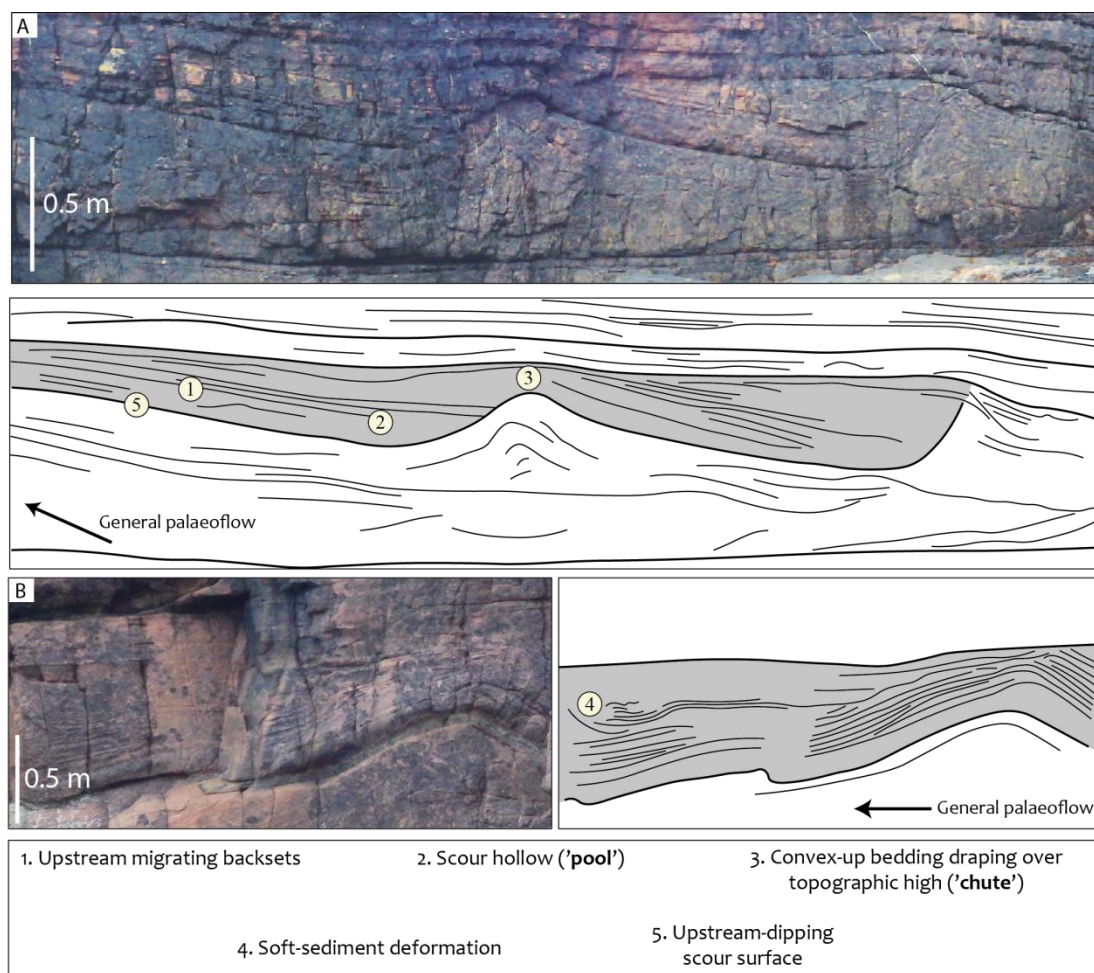 A
0.5 m
1
2
3
5
General palaeoflow
B
0.5 m
4
General palaeoflow
1. Upstream migrating backsets
2. Scour hollow (’pool’)
3. Convex-up bedding draping over
topographic high (’chute’)
4. Soft-sediment deformation
5. Upstream-dipping
scour surface